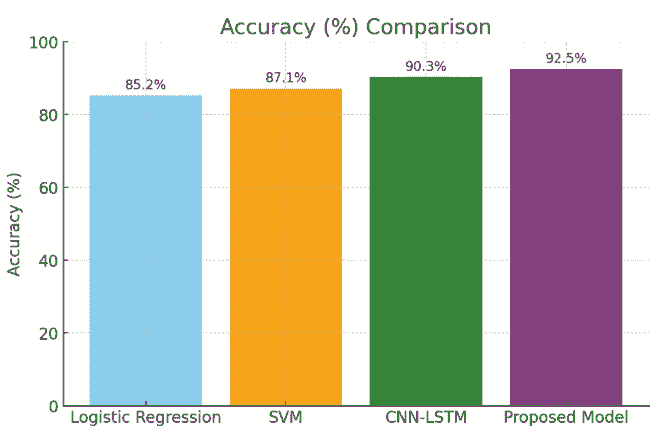 Accuracy (%) Comparison
100
80
60
40
20
0
Accuracy (%)
85.2%
87.1%
90.3%
92.5%
Logistic Regression
SVM
CNN-LSTM
Proposed Model